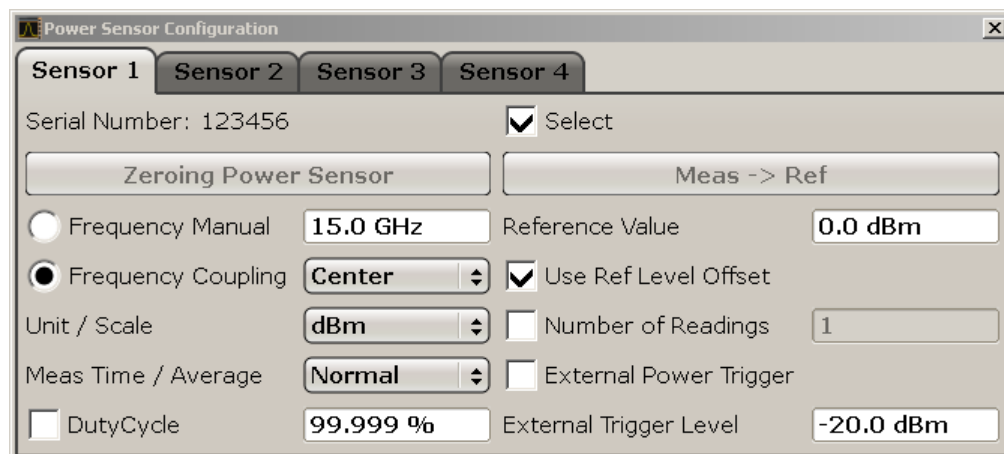 Power Sensor Configuration
Sensor 1 Sensor 2 Sensor 3 Sensor 4
Serial Number: 123456 Select
Zeroing Power Sensor Meas -> Ref
Frequency Manual 15.0 GHz Reference Value 0.0 dBm
Frequency Coupling Center Use Ref Level Offset
Unit / Scale dBm Number of Readings 1
Meas Time / Average Normal External Power Trigger
DutyCycle 99.999 % External Trigger Level -20.0 dBm